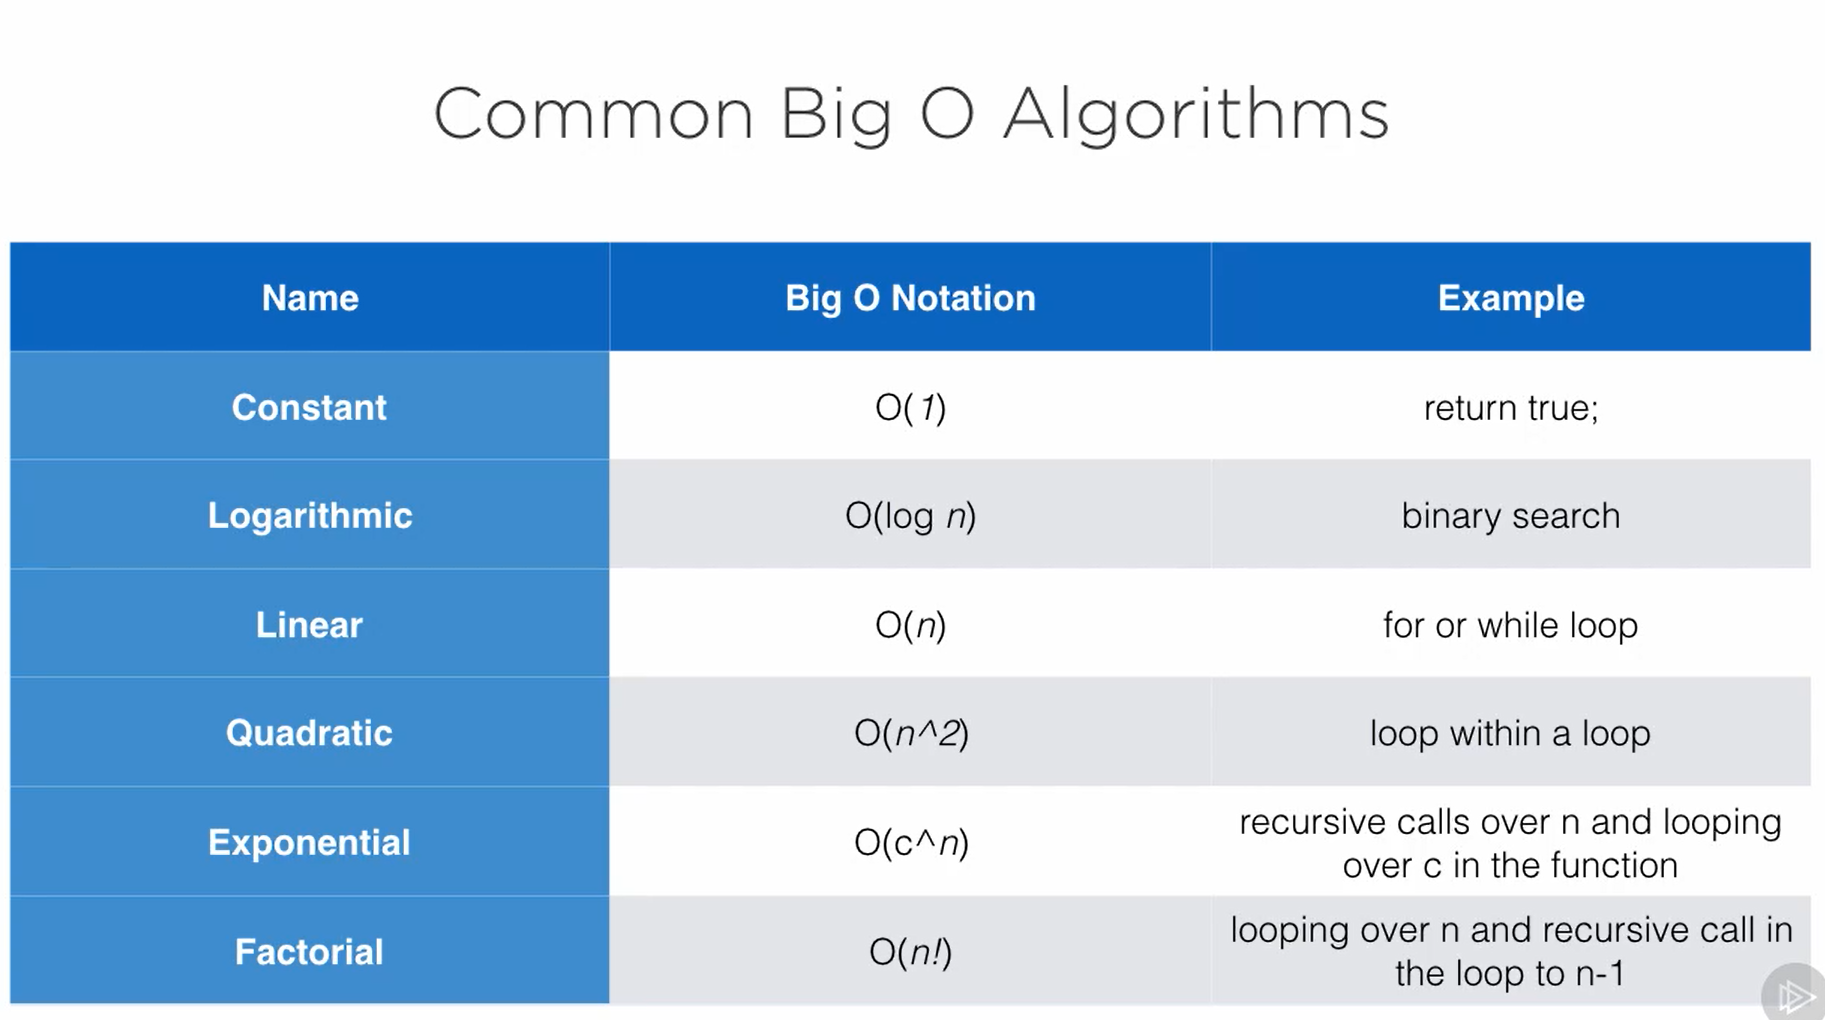 Common Big O Algorithms
Name Big O Notation Example
Constant O(1) return true;
Logarithmic O(log n) binary search
Linear O(n) for or while loop
Quadratic O(n^2) loop within a loop
Exponential O(c^n) recursive calls over n and looping
over c in the function
Factorial O(n!) looping over n and recursive call in
the loop to n-1